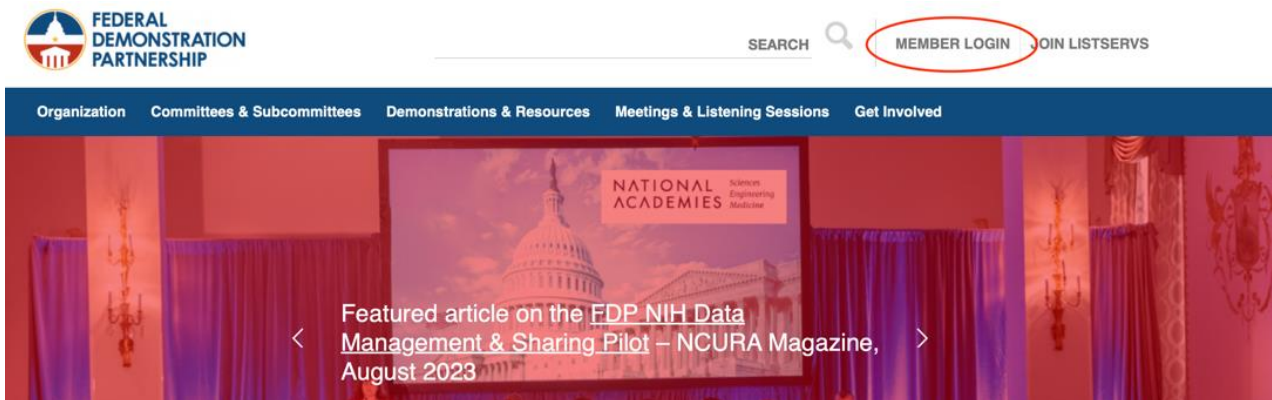 FEDERAL
DEMONSTRATION
PARTNERSHIP
SEARCH
MEMBER LOGIN
JOIN LISTSERVS
Organization
Committees & Subcommittees
Demonstrations & Resources
Meetings & Listening Sessions
Get Involved
NATIONAL
ACADEMIES
Sciences
Engineering
Medicine
Featured article on the FDP NIH Data
Management & Sharing Pilot – NCURA Magazine,
August 2023